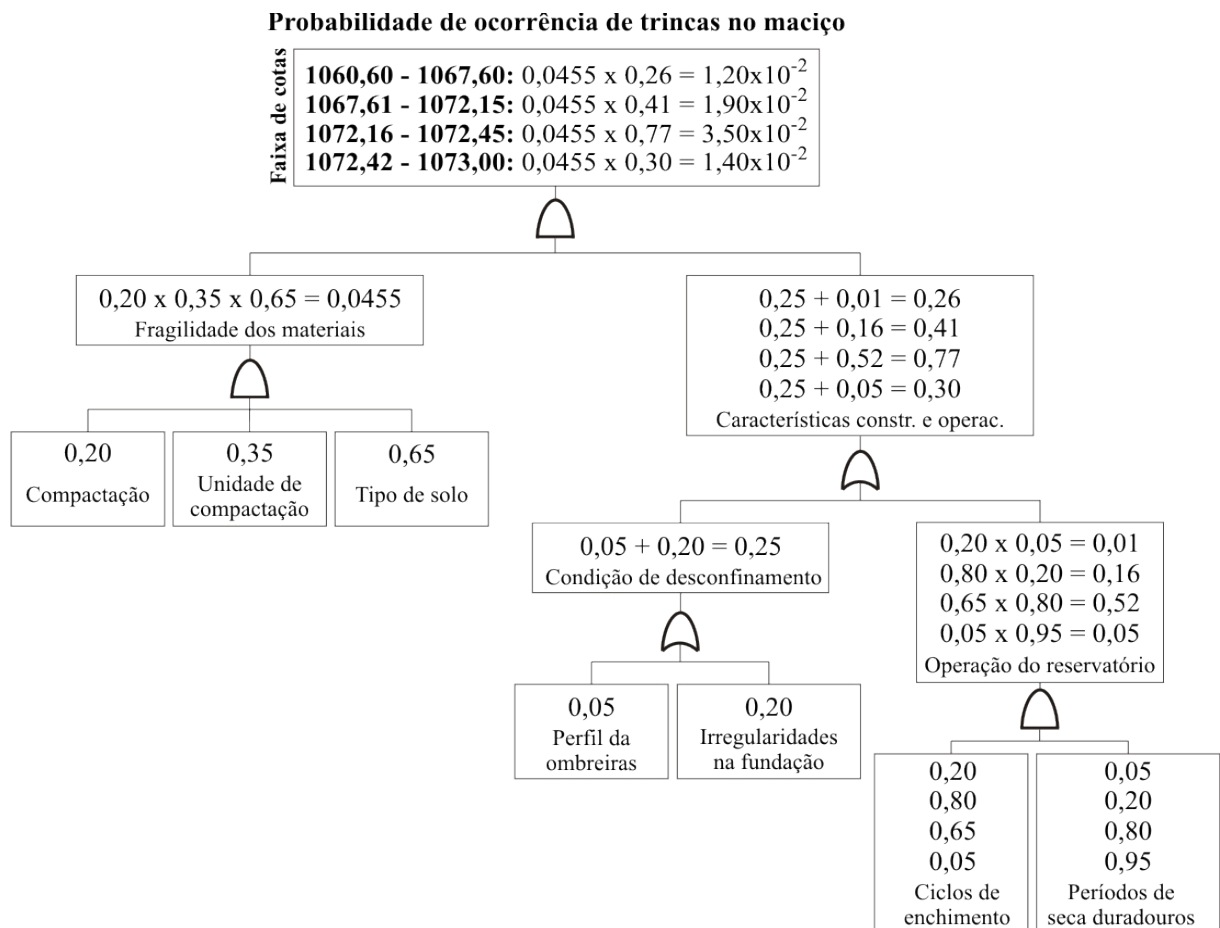 Probabilidade de ocorrência de trincas no maciço
Faixa de cotas
1060,60 - 1067,60: 0,0455 x 0,26 = 1,20x10⁻²
1067,61 - 1072,15: 0,0455 x 0,41 = 1,90x10⁻²
1072,16 - 1072,45: 0,0455 x 0,77 = 3,50x10⁻²
1072,42 - 1073,00: 0,0455 x 0,30 = 1,40x10⁻²
0,20 x 0,35 x 0,65 = 0,0455
Fragilidade dos materiais
0,25 + 0,01 = 0,26
0,25 + 0,16 = 0,41
0,25 + 0,52 = 0,77
0,25 + 0,05 = 0,30
Características constr. e operac.
0,20
Compactação
0,35
Unidade de
compactação
0,65
Tipo de solo
0,05 + 0,20 = 0,25
Condição de desconfinamento
0,20 x 0,05 = 0,01
0,80 x 0,20 = 0,16
0,65 x 0,80 = 0,52
0,05 x 0,95 = 0,05
Operação do reservatório
0,05
Perfil da
ombreiras
0,20
Irregularidades
na fundação
0,20
0,80
0,65
0,05
Ciclos de
enchimento
0,05
0,20
0,80
0,95
Períodos de
seca duradouros